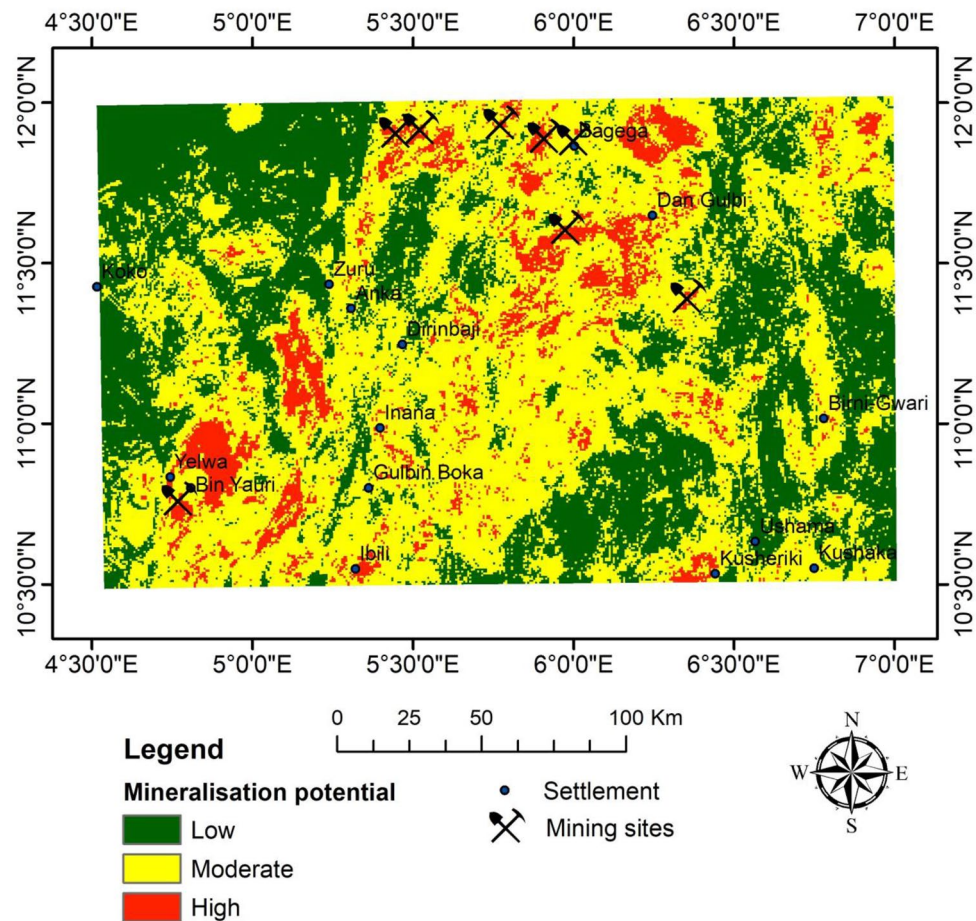 4°30'0"E 5°0'0"E 5°30'0"E 6°0'0"E 6°30'0"E 7°0'0"E
12°0'0"N 12°0'0"N
Bagega
Dan Gulbi
11°30'0"N 11°30'0"N
Koko
Zuru
Anka
Dirinbaji
11°0'0"N 11°0'0"N
Birni-Gwari
Inana
Yelwa
Gulbin Boka
Bin Yauri
Ushama
Ibili
Kusheriki
Kushaka
10°30'0"N 10°30'0"N
4°30'0"E 5°0'0"E 5°30'0"E 6°0'0"E 6°30'0"E 7°0'0"E
0 25 50 100 Km
Legend
Mineralisation potential
Low
Moderate
High
Settlement
Mining sites
N
W E
S